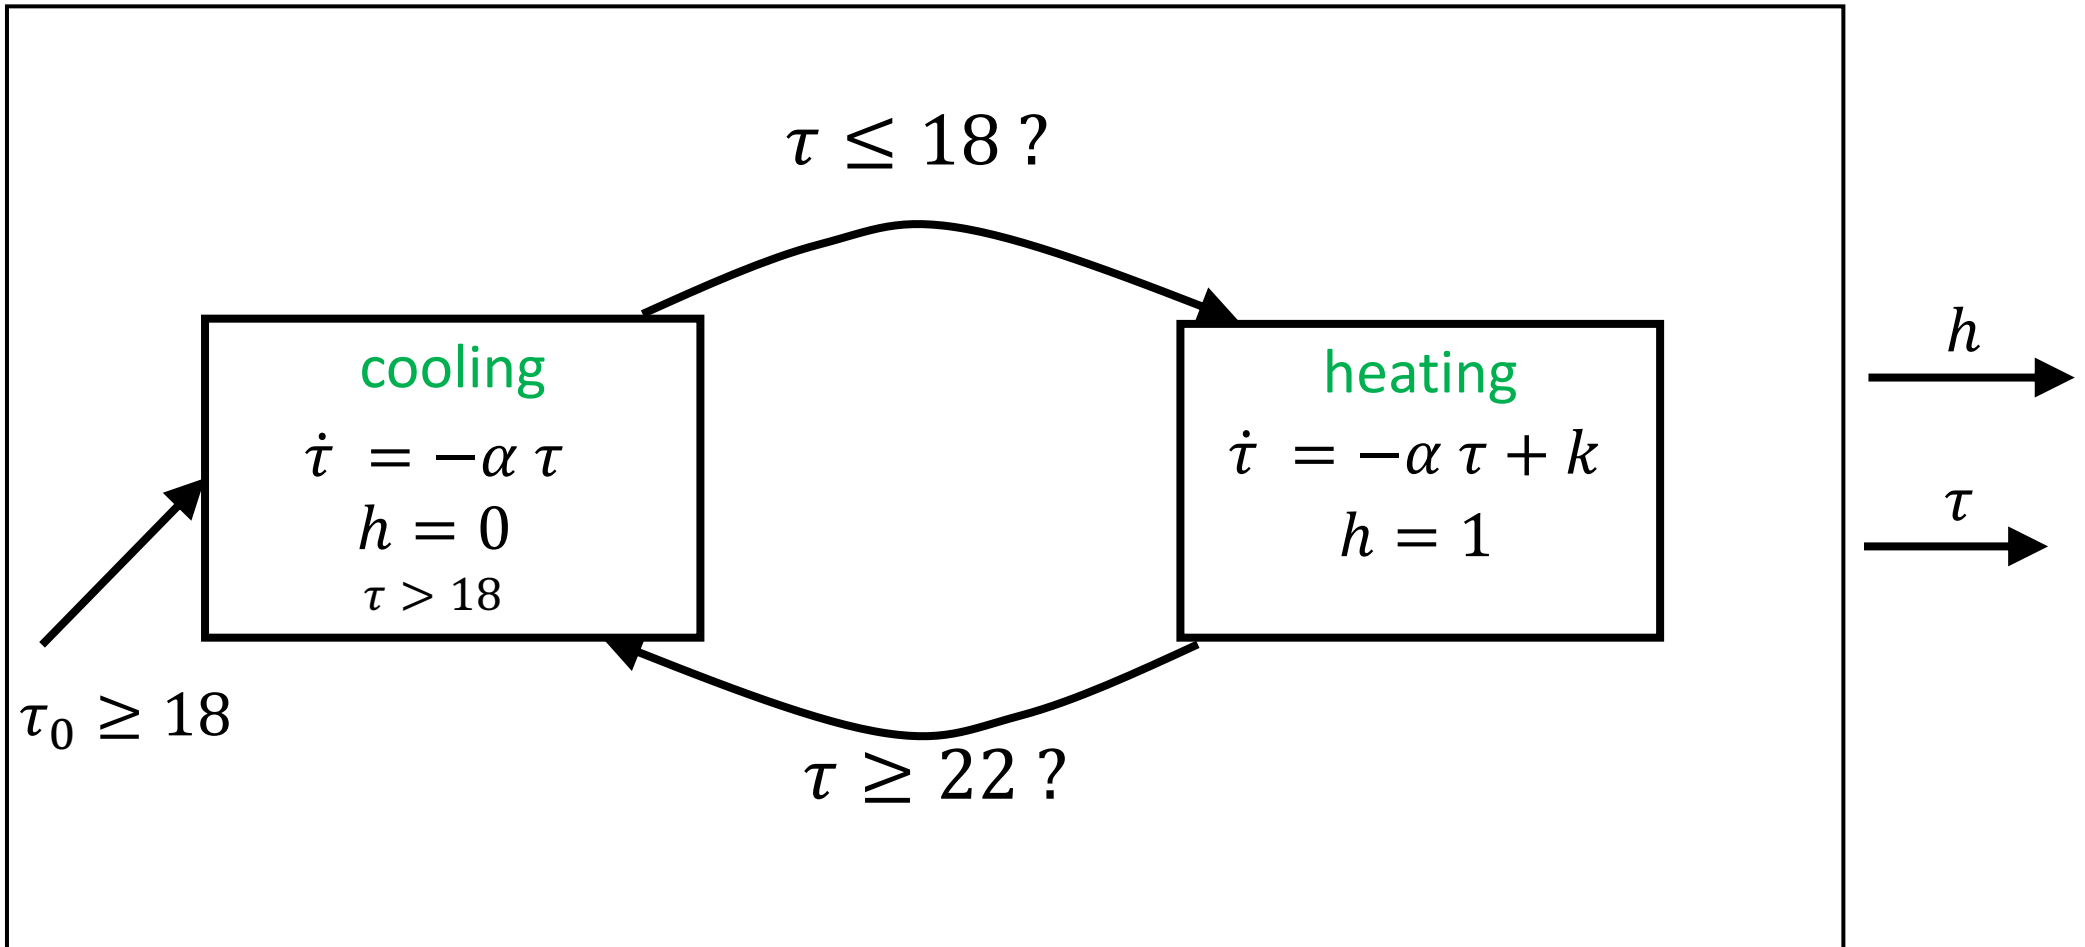 τ ≤ 18 ?
cooling
τ̇ = −α τ
h = 0
τ > 18
heating
τ̇ = −α τ + k
h = 1
h
τ
τ₀ ≥ 18
τ ≥ 22 ?